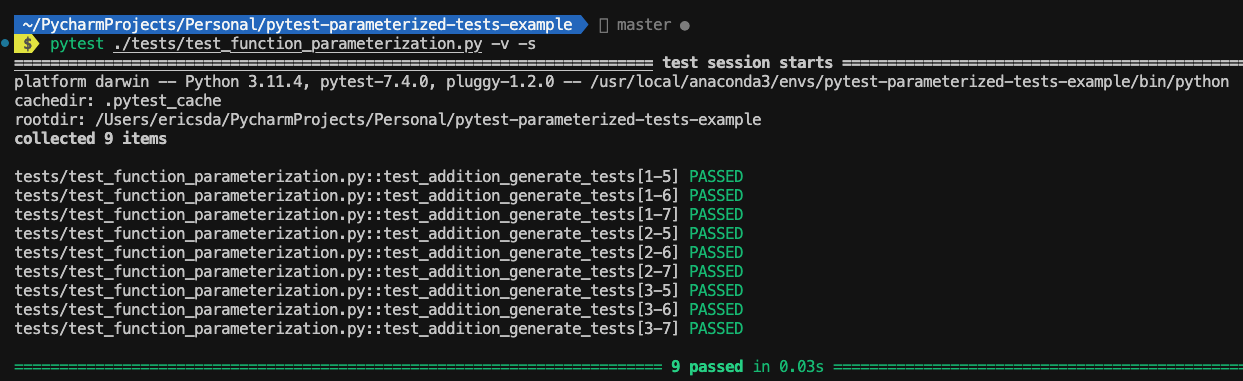 ~/PycharmProjects/Personal/pytest-parameterized-tests-example master ●
$ pytest ./tests/test_function_parameterization.py -v -s
======================================================================= test session starts =============================================
platform darwin -- Python 3.11.4, pytest-7.4.0, pluggy-1.2.0 -- /usr/local/anaconda3/envs/pytest-parameterized-tests-example/bin/python
cachedir: .pytest_cache
rootdir: /Users/ericsda/PycharmProjects/Personal/pytest-parameterized-tests-example
collected 9 items
tests/test_function_parameterization.py::test_addition_generate_tests[1-5] PASSED
tests/test_function_parameterization.py::test_addition_generate_tests[1-6] PASSED
tests/test_function_parameterization.py::test_addition_generate_tests[1-7] PASSED
tests/test_function_parameterization.py::test_addition_generate_tests[2-5] PASSED
tests/test_function_parameterization.py::test_addition_generate_tests[2-6] PASSED
tests/test_function_parameterization.py::test_addition_generate_tests[2-7] PASSED
tests/test_function_parameterization.py::test_addition_generate_tests[3-5] PASSED
tests/test_function_parameterization.py::test_addition_generate_tests[3-6] PASSED
tests/test_function_parameterization.py::test_addition_generate_tests[3-7] PASSED
======================================================================== 9 passed in 0.03s ==============================================